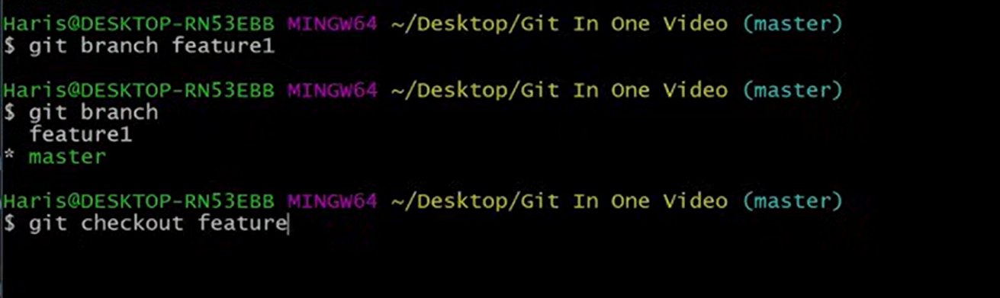 Haris@DESKTOP-RN53EBB MINGW64 ~/Desktop/Git In One Video (master)
$ git branch feature1
Haris@DESKTOP-RN53EBB MINGW64 ~/Desktop/Git In One Video (master)
$ git branch
  feature1
* master
Haris@DESKTOP-RN53EBB MINGW64 ~/Desktop/Git In One Video (master)
$ git checkout feature